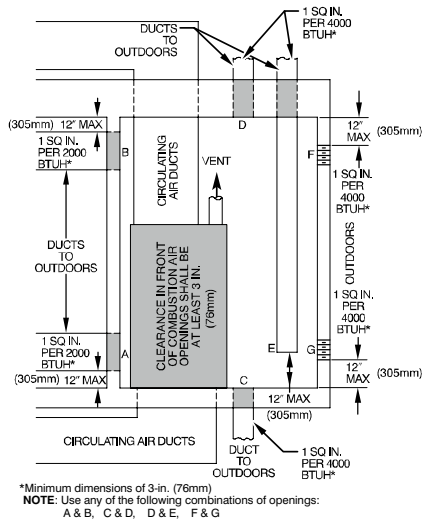 DUCTS
TO
OUTDOORS
1 SQ IN.
PER 4000
BTUH*
12″ MAX
(305mm)
1 SQ IN.
PER 2000
BTUH*
B
D
CIRCULATING
AIR DUCTS
VENT
F
12″
MAX
(305mm)
1 SQ IN.
PER
4000
BTUH*
DUCTS
TO
OUTDOORS
CLEARANCE IN FRONT
OF COMBUSTION AIR
OPENINGS SHALL BE
AT LEAST 3 IN.
(76mm)
OUTDOORS
1 SQ IN.
PER
4000
BTUH*
1 SQ IN.
PER 2000
BTUH*
A
E
G
(305mm) 12″ MAX
C
12″
MAX
(305mm)
12″ MAX
(305mm)
CIRCULATING AIR DUCTS
DUCT
TO
OUTDOORS
1 SQ IN.
PER 4000
BTUH*
*Minimum dimensions of 3-in. (76mm)
NOTE: Use any of the following combinations of openings:
A & B, C & D, D & E, F & G